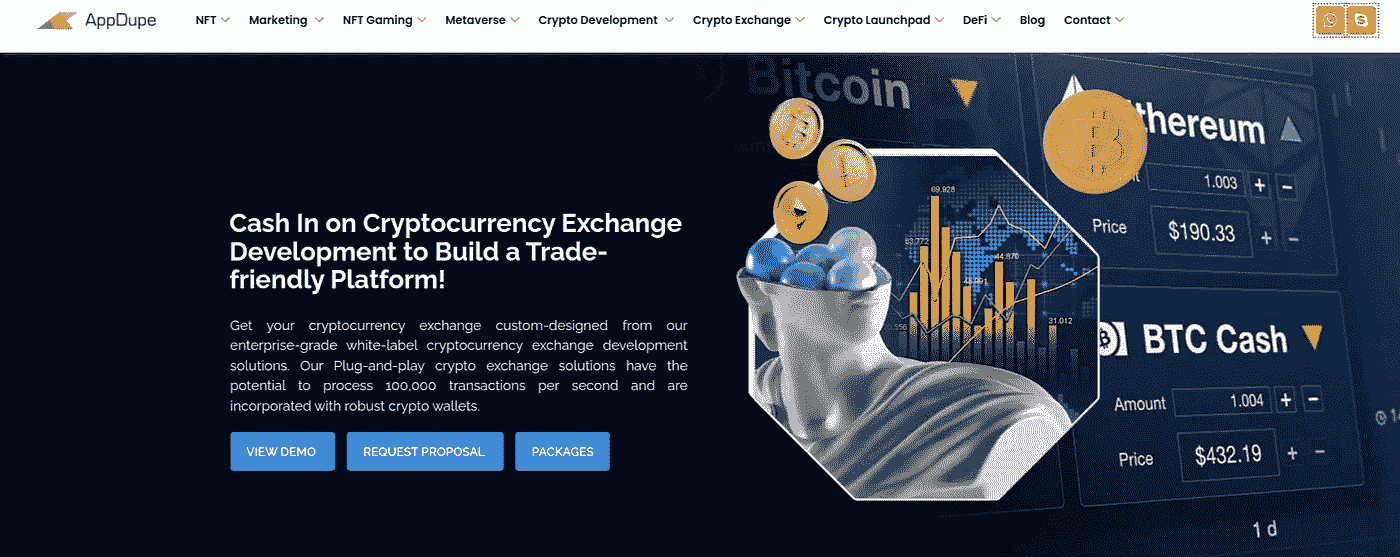 AppDupe
NFT
Marketing
NFT Gaming
Metaverse
Crypto Development
Crypto Exchange
Crypto Launchpad
DeFi
Blog
Contact
Bitcoin
thereum
1.003 + −
Price $190.33 + −
69,928
63,772
44,870
31,012
Cash In on Cryptocurrency Exchange
Development to Build a Trade-
friendly Platform!
Get your cryptocurrency exchange custom-designed from our
enterprise-grade white-label cryptocurrency exchange development
solutions. Our Plug-and-play crypto exchange solutions have the
potential to process 100,000 transactions per second and are
incorporated with robust crypto wallets.
VIEW DEMO
REQUEST PROPOSAL
PACKAGES
BTC Cash
Amount 1.004 + −
Price $432.19 + −
1 d